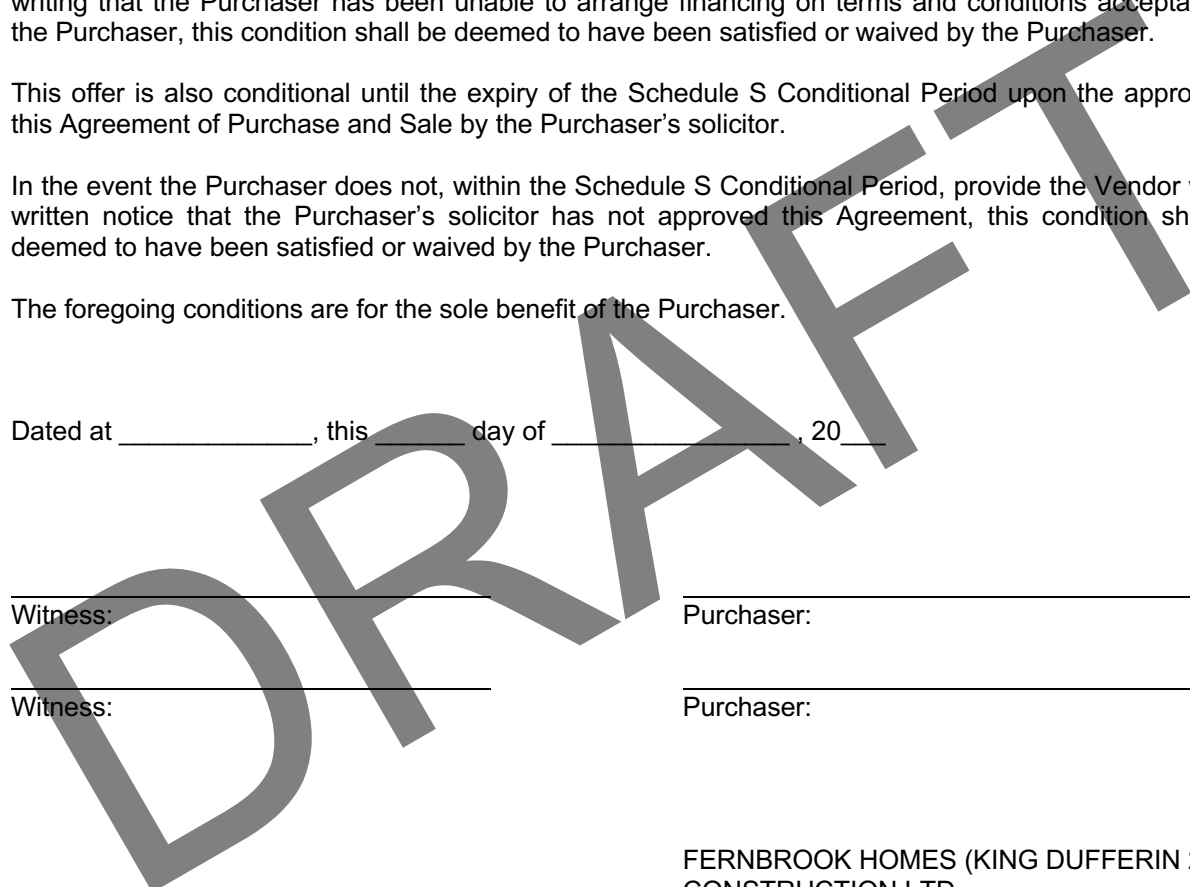 writing that the Purchaser has been unable to arrange financing on terms and conditions
the Purchaser, this condition shall be deemed to have been satisfied or waived by the Purchaser.
This offer is also conditional until the expiry of the Schedule S Conditional Period upon the
this Agreement of Purchase and Sale by the Purchaser’s solicitor.
In the event the Purchaser does not, within the Schedule S Conditional Period, provide the Vendor
written notice that the Purchaser’s solicitor has not approved this Agreement, this condition
deemed to have been satisfied or waived by the Purchaser.
The foregoing conditions are for the sole benefit of the Purchaser.
Dated at _____________, this ______ day of ________________ , 20___
Witness:
Purchaser:
Witness:
Purchaser:
FERNBROOK HOMES (KING DUFFERIN
CONSTRUCTION LTD
DRAFT